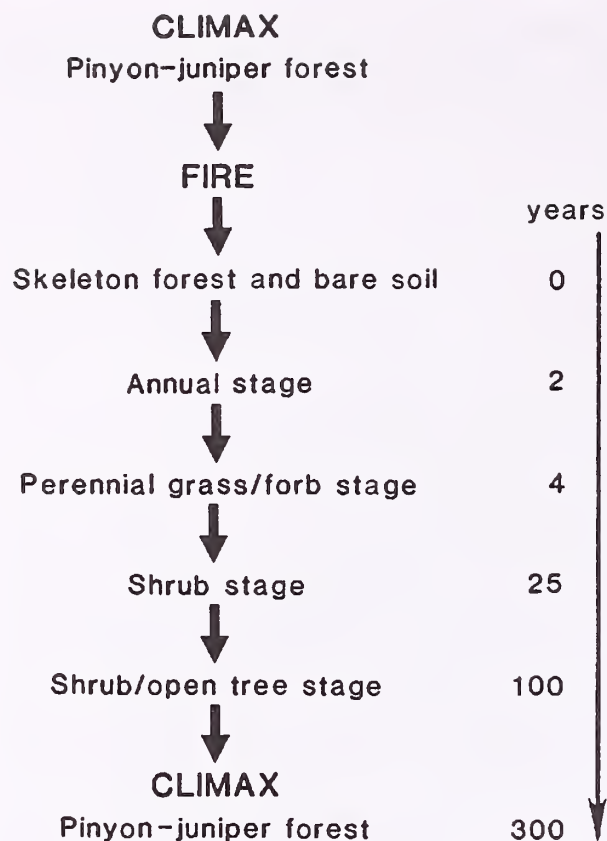 CLIMAX
Pinyon-juniper forest
FIRE
years
Skeleton forest and bare soil 0
Annual stage 2
Perennial grass/forb stage 4
Shrub stage 25
Shrub/open tree stage 100
CLIMAX
Pinyon-juniper forest 300